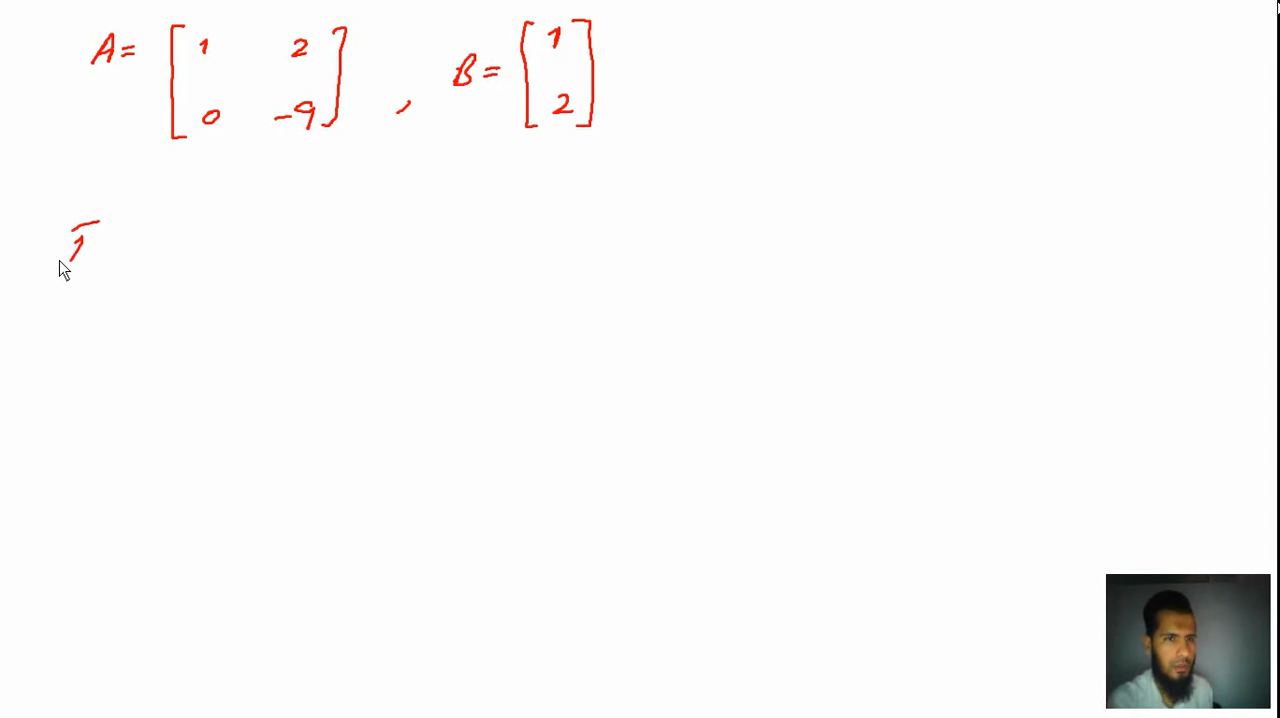 A = [ 1 2 ] , B = [ 1 ]
[ 0 -9 ] [ 2 ]